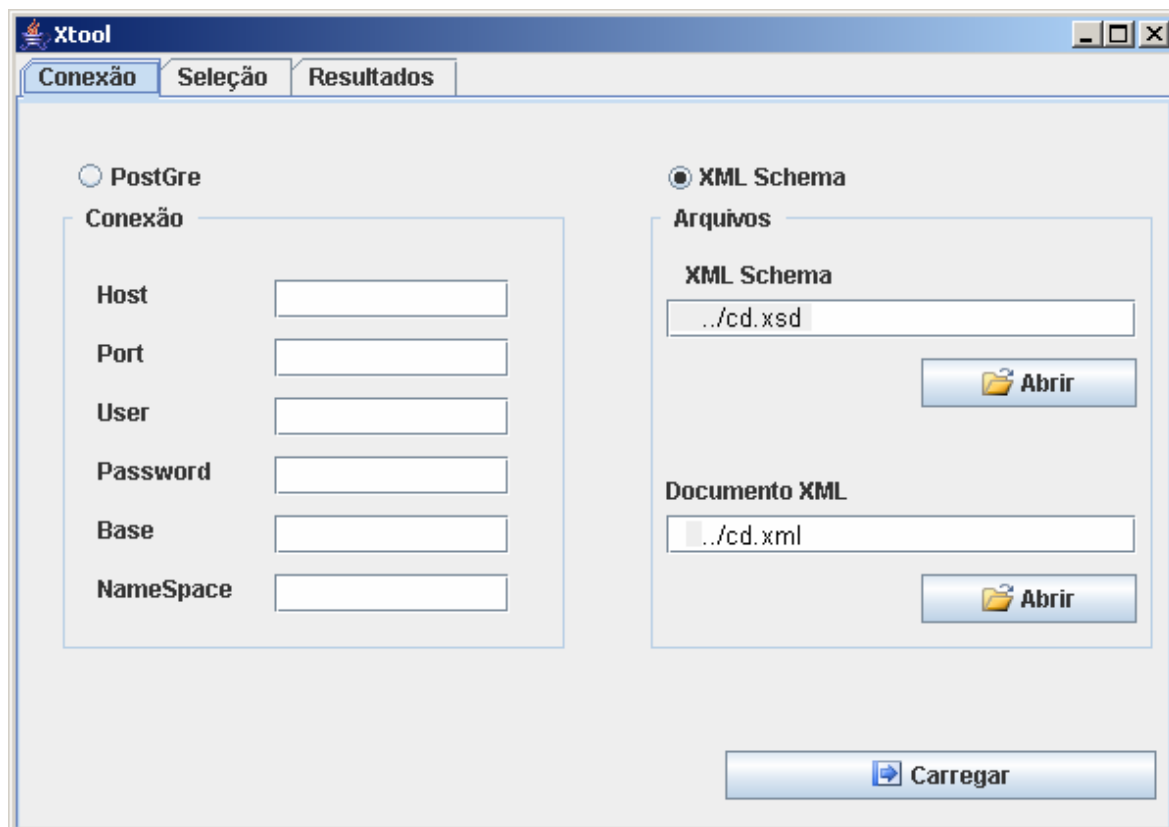 Xtool
Conexão Seleção Resultados
PostGre
Conexão
Host
Port
User
Password
Base
NameSpace
XML Schema
Arquivos
XML Schema
../cd.xsd
Abrir
Documento XML
../cd.xml
Abrir
Carregar